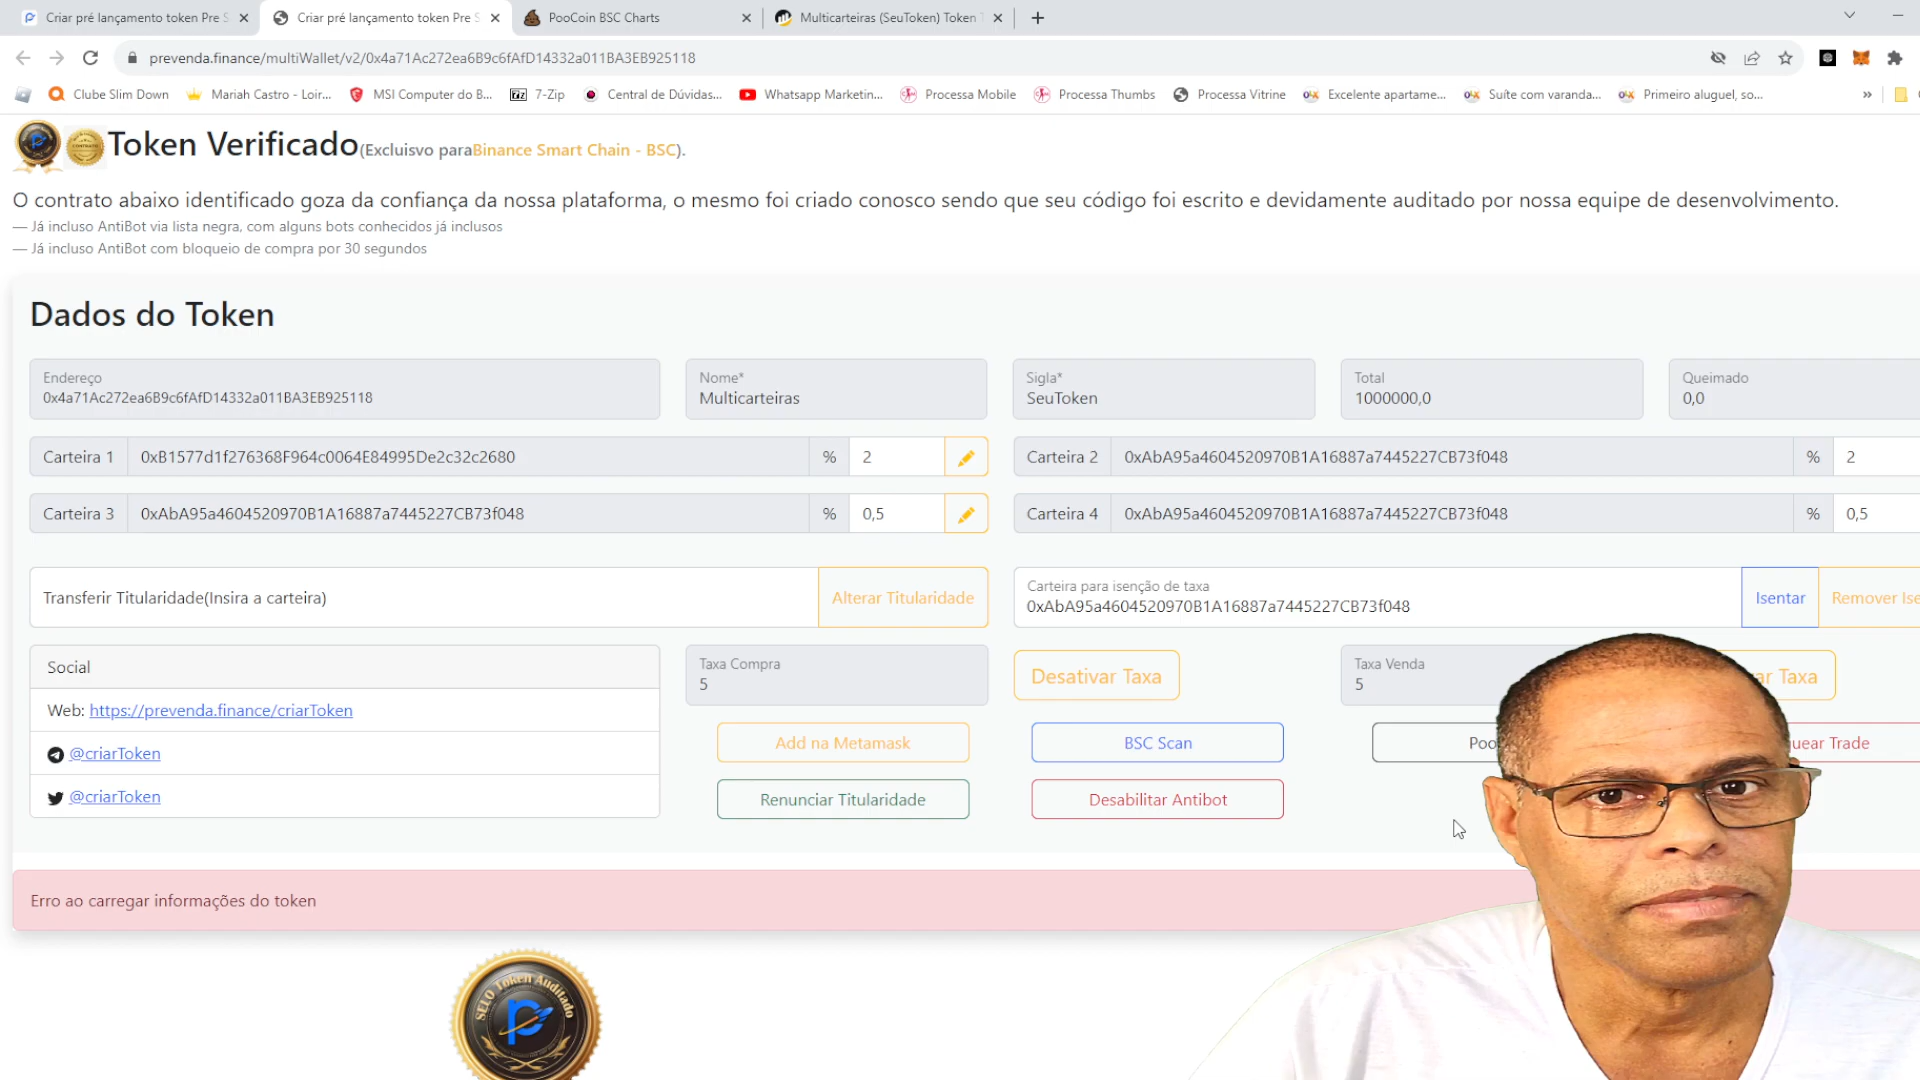 Criar pré lançamento token Pre S
Criar pré lançamento token Pre S
PooCoin BSC Charts
Multicarteiras (SeuToken) Token
prevenda.finance/multiWallet/v2/0x4a71Ac272ea6B9c6fAfD14332a011BA3EB925118
Clube Slim Down
Mariah Castro - Loir...
MSI Computer do B...
7-Zip
Central de Dúvidas...
Whatsapp Marketin...
Processa Mobile
Processa Thumbs
Processa Vitrine
Excelente apartame...
Suíte com varanda...
Primeiro aluguel, so...
»
Token Verificado(Excluisvo paraBinance Smart Chain - BSC).
O contrato abaixo identificado goza da confiança da nossa plataforma, o mesmo foi criado conosco sendo que seu código foi escrito e devidamente auditado por nossa equipe de desenvolvimento.
— Já incluso AntiBot via lista negra, com alguns bots conhecidos já inclusos
— Já incluso AntiBot com bloqueio de compra por 30 segundos
Dados do Token
Endereço
0x4a71Ac272ea6B9c6fAfD14332a011BA3EB925118
Nome*
Multicarteiras
Sigla*
SeuToken
Total
1000000,0
Queimado
0,0
Carteira 1 0xB1577d1f276368F964c0064E84995De2c32c2680 % 2
Carteira 2 0xAbA95a4604520970B1A16887a7445227CB73f048 % 2
Carteira 3 0xAbA95a4604520970B1A16887a7445227CB73f048 % 0,5
Carteira 4 0xAbA95a4604520970B1A16887a7445227CB73f048 % 0,5
Transferir Titularidade(Insira a carteira)
Alterar Titularidade
Carteira para isenção de taxa
0xAbA95a4604520970B1A16887a7445227CB73f048
Isentar
Remover Ise
Social
Web: https://prevenda.finance/criarToken
@criarToken
@criarToken
Taxa Compra
5
Desativar Taxa
Taxa Venda
5
ar Taxa
Add na Metamask
BSC Scan
Poo
uear Trade
Renunciar Titularidade
Desabilitar Antibot
Erro ao carregar informações do token
SELO Token Auditado